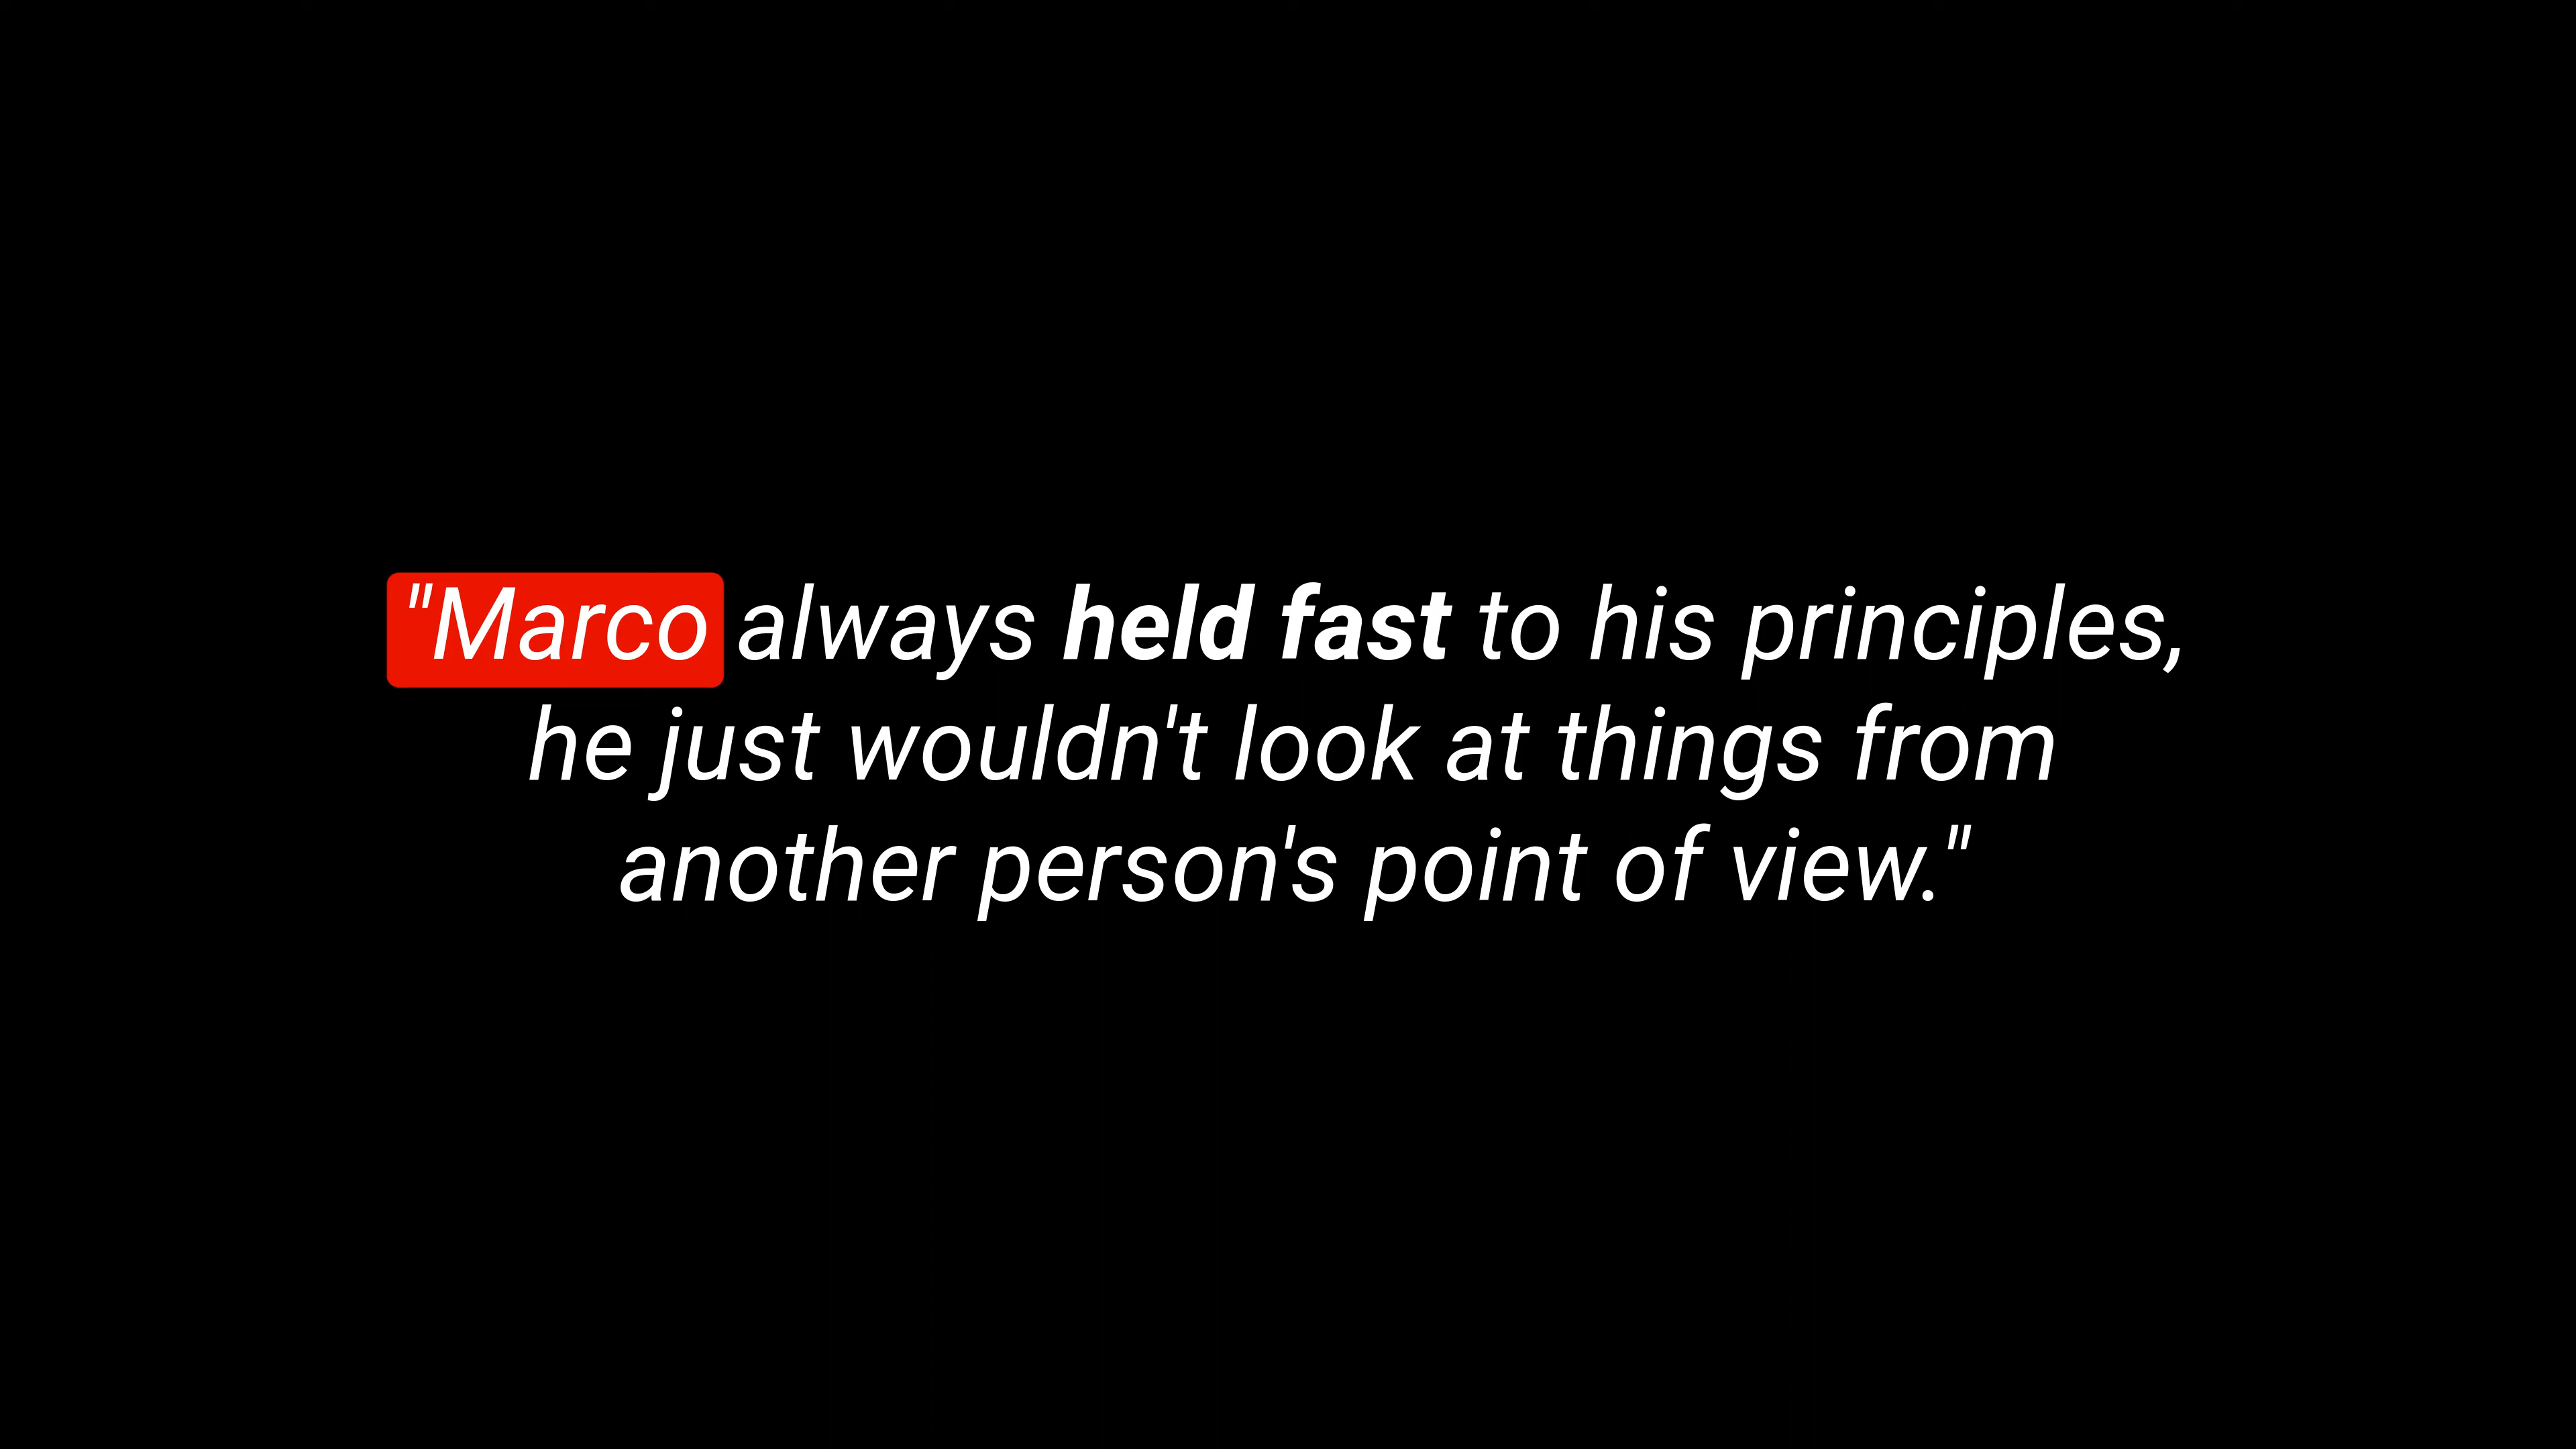 "Marco always held fast to his principles,
he just wouldn't look at things from
another person's point of view."